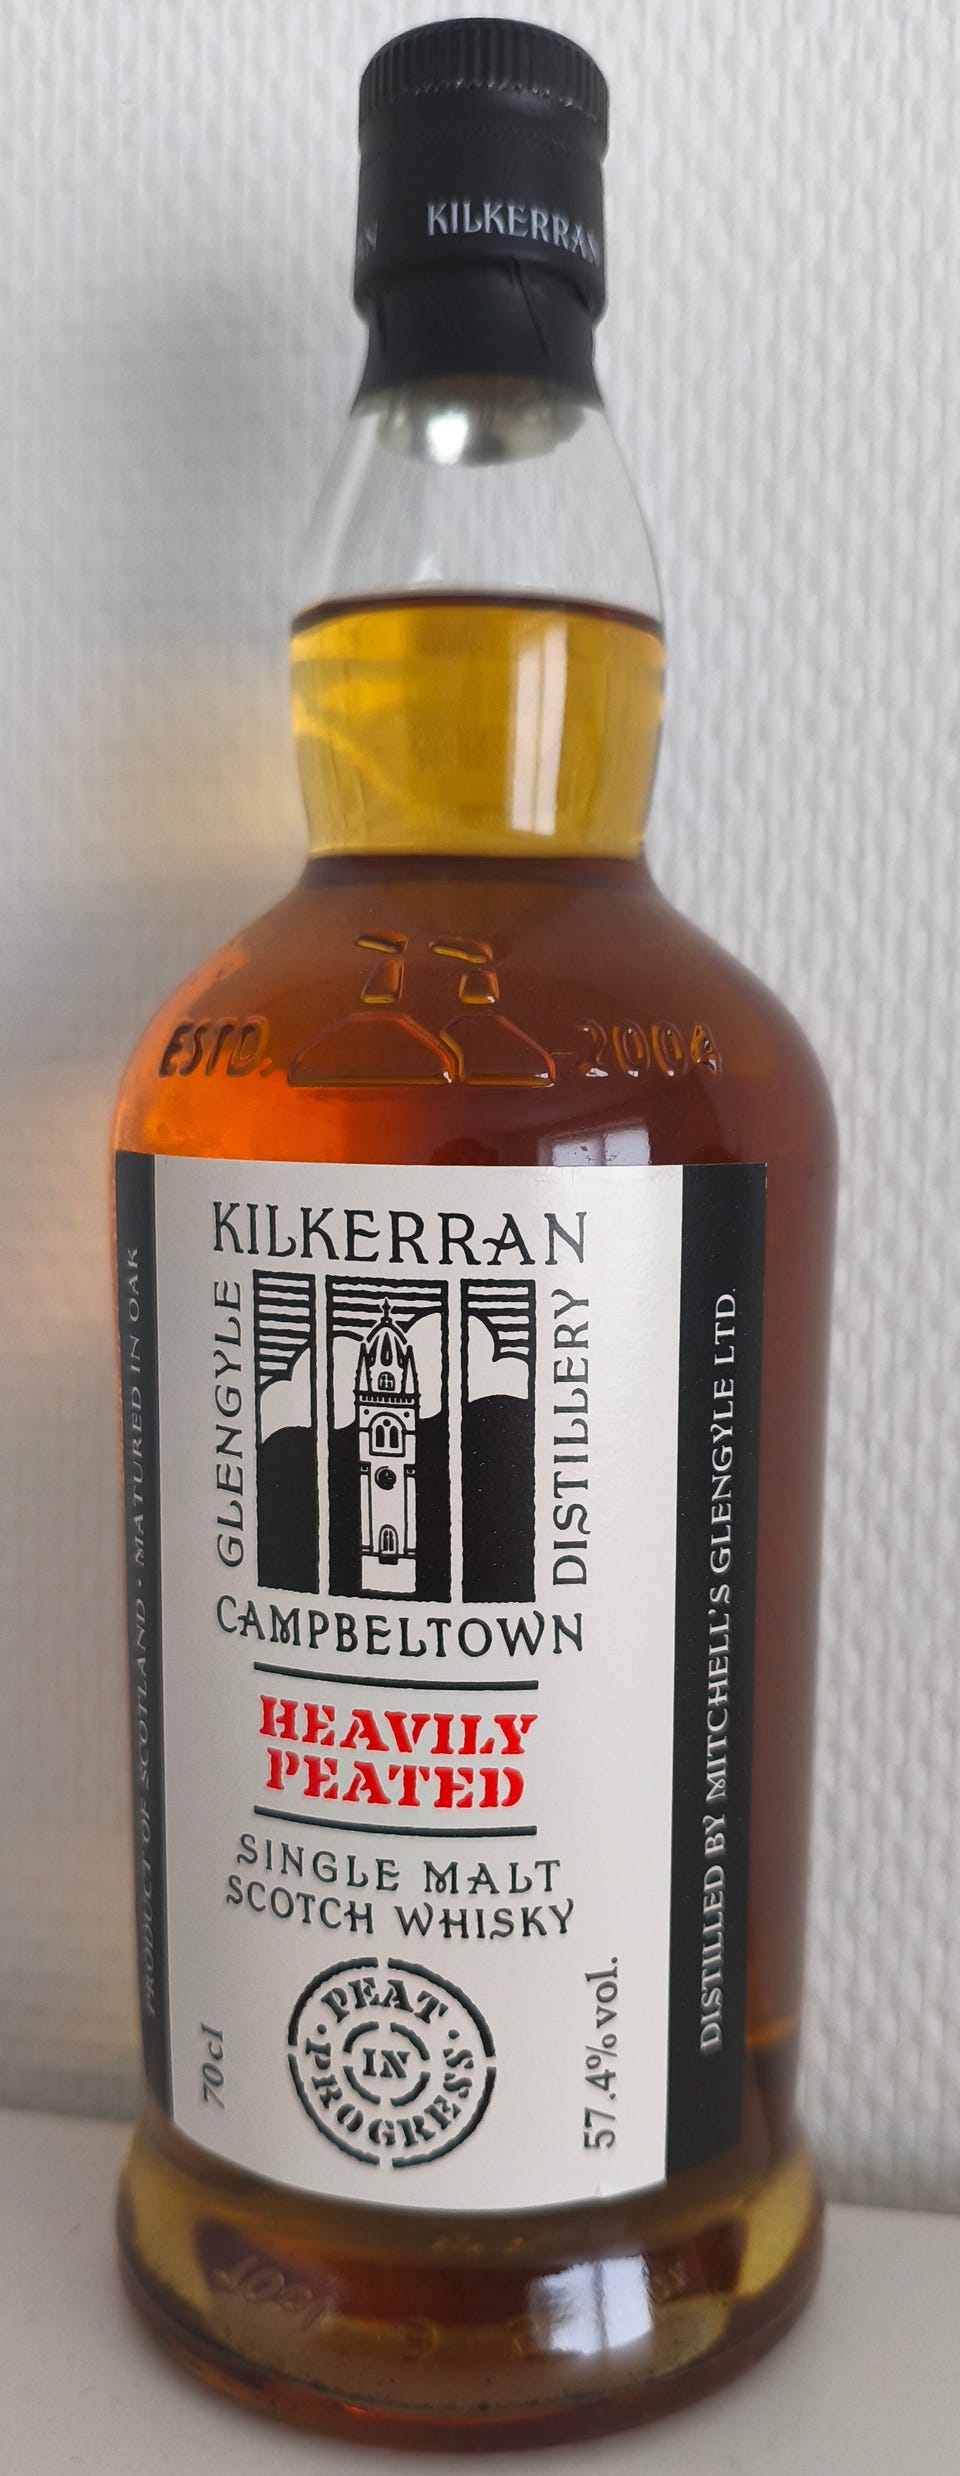 KILKERRAN
ESTD. 2004
KILKERRAN
GLENGYLE
DISTILLERY
CAMPBELTOWN
HEAVILY
PEATED
SINGLE MALT
SCOTCH WHISKY
PEAT
IN
PROGRESS
70cl
57.4% vol.
PRODUCT OF SCOTLAND · MATURED IN OAK
DISTILLED BY MITCHELL'S GLENGYLE LTD.